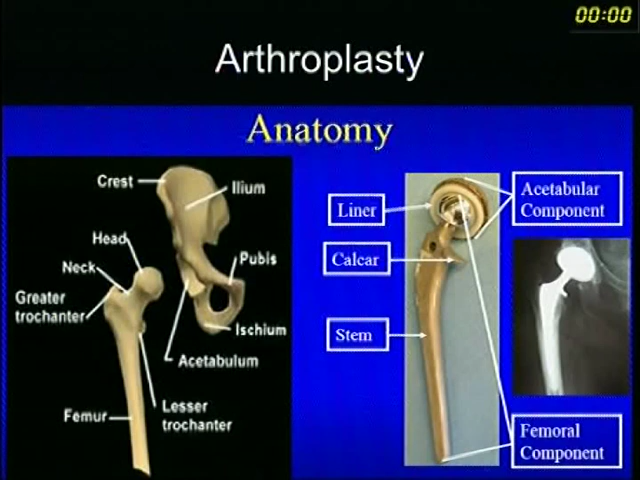 00:00
Arthroplasty
Anatomy
Crest
Ilium
Head
Neck
Pubis
Greater
trochanter
Ischium
Acetabulum
Femur
Lesser
trochanter
Liner
Acetabular
Component
Calcar
Stem
Femoral
Component